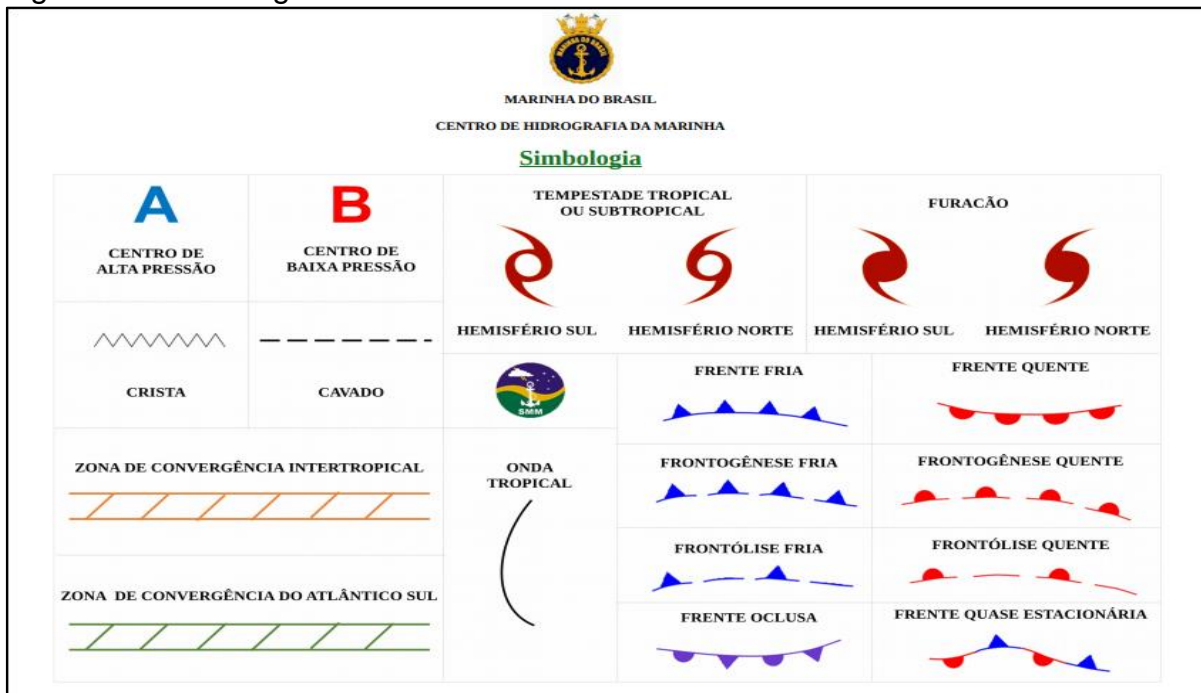 MARINHA DO BRASIL
MARINHA DO BRASIL
CENTRO DE HIDROGRAFIA DA MARINHA
Simbologia
A
CENTRO DE
ALTA PRESSÃO
B
CENTRO DE
BAIXA PRESSÃO
TEMPESTADE TROPICAL
OU SUBTROPICAL
HEMISFÉRIO SUL
HEMISFÉRIO NORTE
FURACÃO
HEMISFÉRIO SUL
HEMISFÉRIO NORTE
CRISTA
CAVADO
SMM
FRENTE FRIA
FRENTE QUENTE
ZONA DE CONVERGÊNCIA INTERTROPICAL
ONDA
TROPICAL
FRONTOGÊNESE FRIA
FRONTOGÊNESE QUENTE
FRONTÓLISE FRIA
FRONTÓLISE QUENTE
ZONA DE CONVERGÊNCIA DO ATLÂNTICO SUL
FRENTE OCLUSA
FRENTE QUASE ESTACIONÁRIA